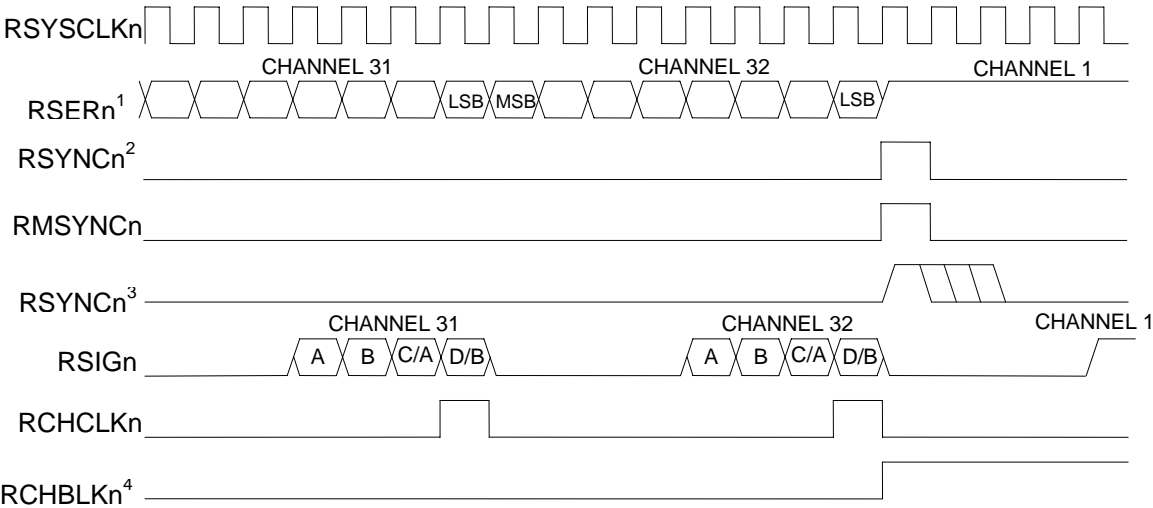 RSYSCLKn
CHANNEL 31 CHANNEL 32 CHANNEL 1
RSERn¹ LSB MSB LSB
RSYNCn²
RMSYNCn
RSYNCn³
CHANNEL 31 CHANNEL 32 CHANNEL 1
RSIGn A B C/A D/B A B C/A D/B
RCHCLKn
RCHBLKn⁴